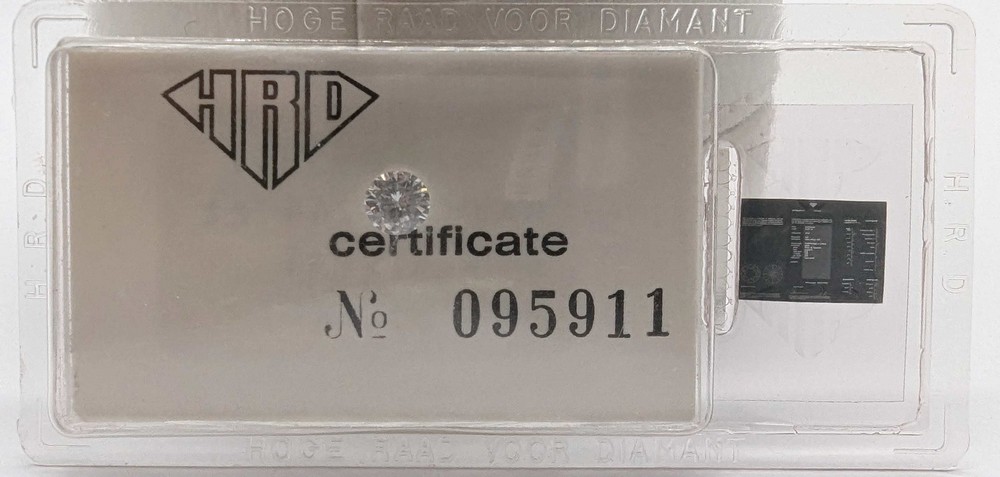 HOGE RAAD VOOR DIAMANT
HRD
certificate
No 095911
H.R.D
H.R.D
HOGE RAAD VOOR DIAMANT